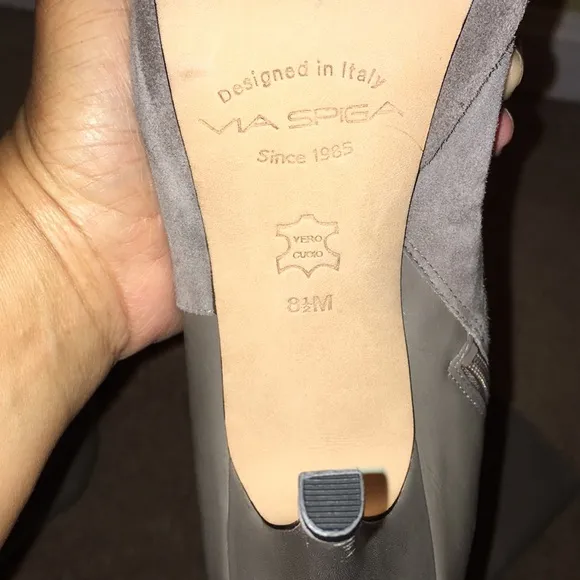 Designed in Italy
VIA SPIGA
Since 1985
VERO
CUOIO
8½M